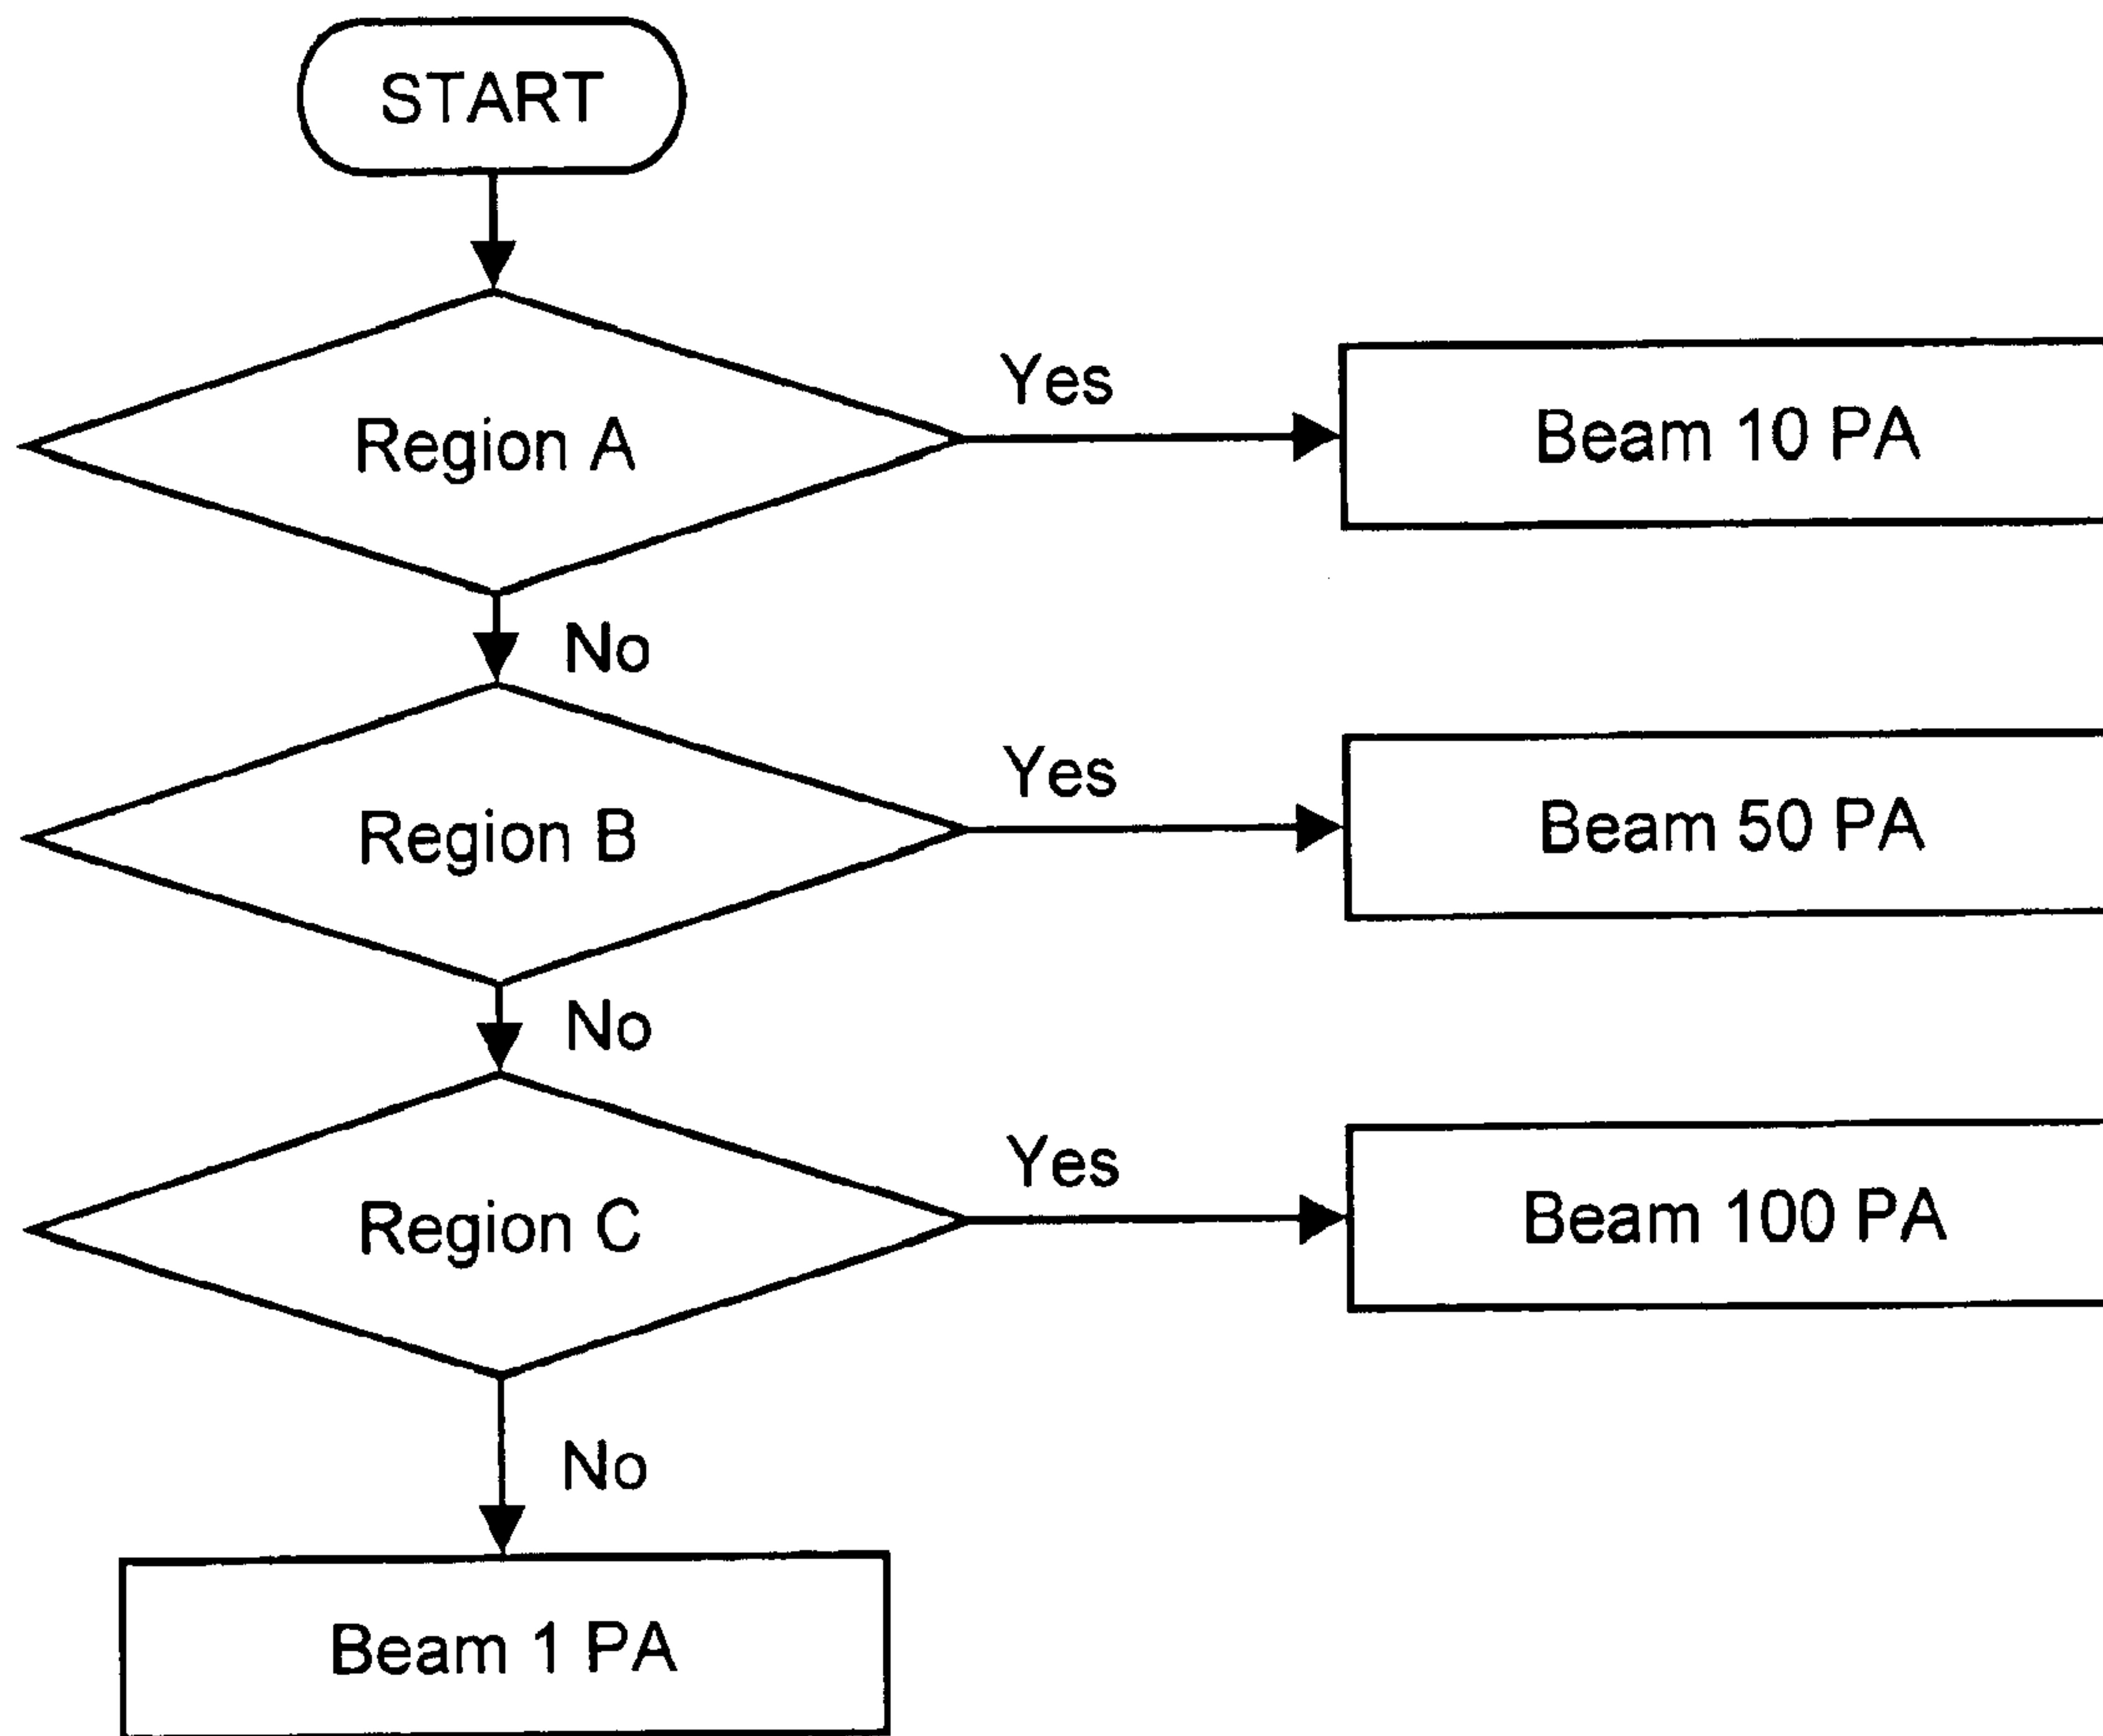 START
Region A
Yes
Beam 10 PA
No
Region B
Yes
Beam 50 PA
No
Region C
Yes
Beam 100 PA
No
Beam 1 PA